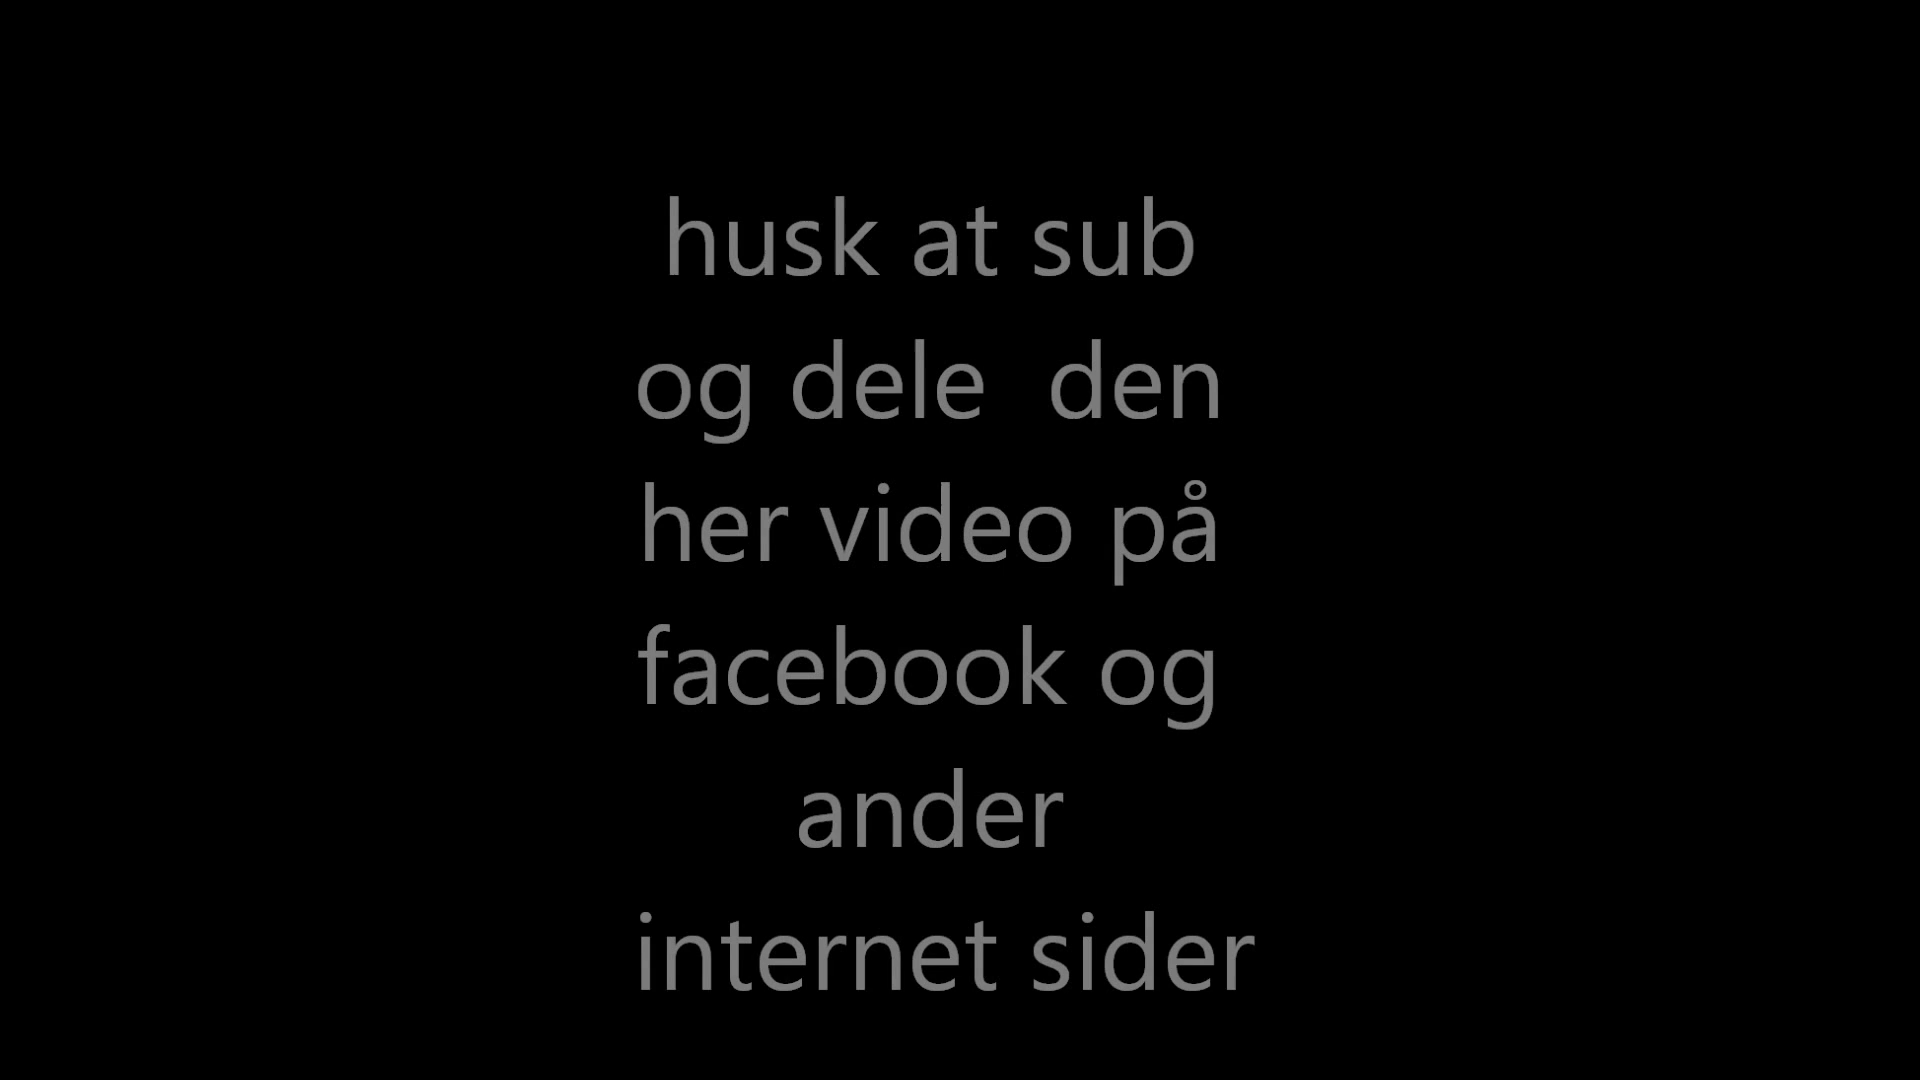 husk at sub
og dele  den
her video på
facebook og
ander
internet sider